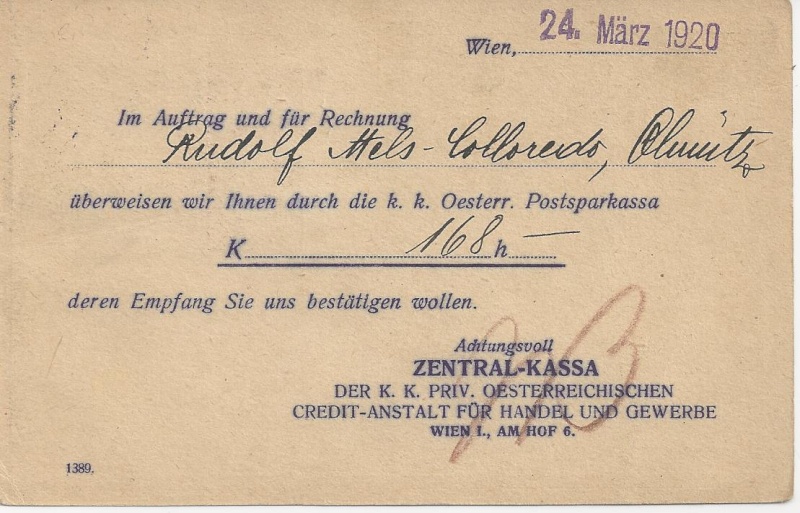 Wien, 24. März 1920
Im Auftrag und für Rechnung
Rudolf Mels-Colloredo, Olmütz
überweisen wir Ihnen durch die k. k. Oesterr. Postsparkassa
K 168 h —
deren Empfang Sie uns bestätigen wollen.
Achtungsvoll
ZENTRAL-KASSA
DER K. K. PRIV. OESTERREICHISCHEN
CREDIT-ANSTALT FÜR HANDEL UND GEWERBE
WIEN I., AM HOF 6.
1389.